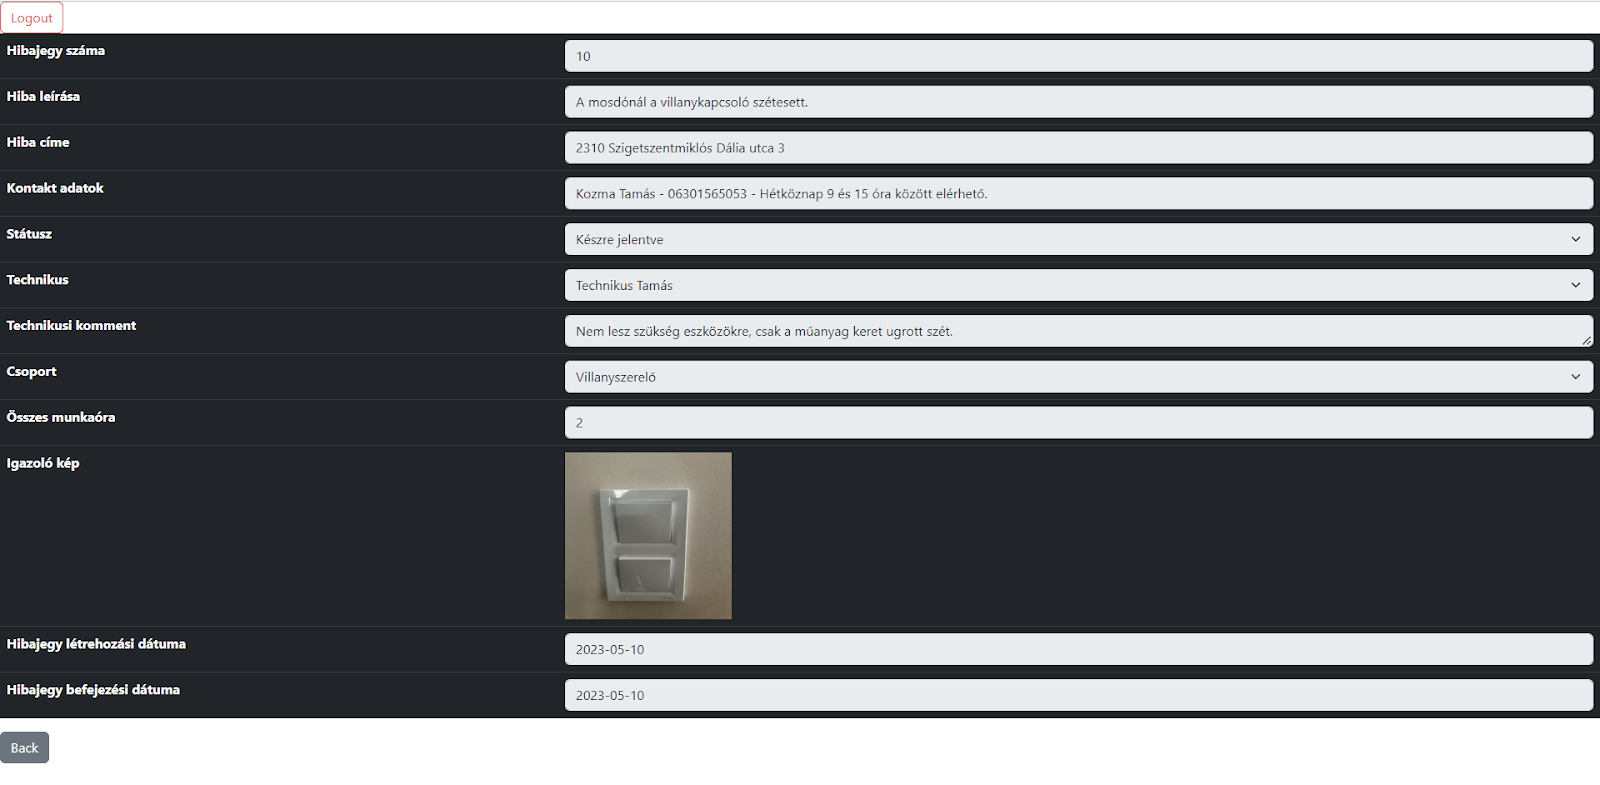 Logout
Hibajegy száma
10
Hiba leírása
A mosdónál a villanykapcsoló szétesett.
Hiba címe
2310 Szigetszentmiklós Dália utca 3
Kontakt adatok
Kozma Tamás - 06301565053 - Hétköznap 9 és 15 óra között elérhető.
Státusz
Készre jelentve
Technikus
Technikus Tamás
Technikusi komment
Nem lesz szükség eszközökre, csak a műanyag keret ugrott szét.
Csoport
Villanyszerelő
Összes munkaóra
2
Igazoló kép
Hibajegy létrehozási dátuma
2023-05-10
Hibajegy befejezési dátuma
2023-05-10
Back